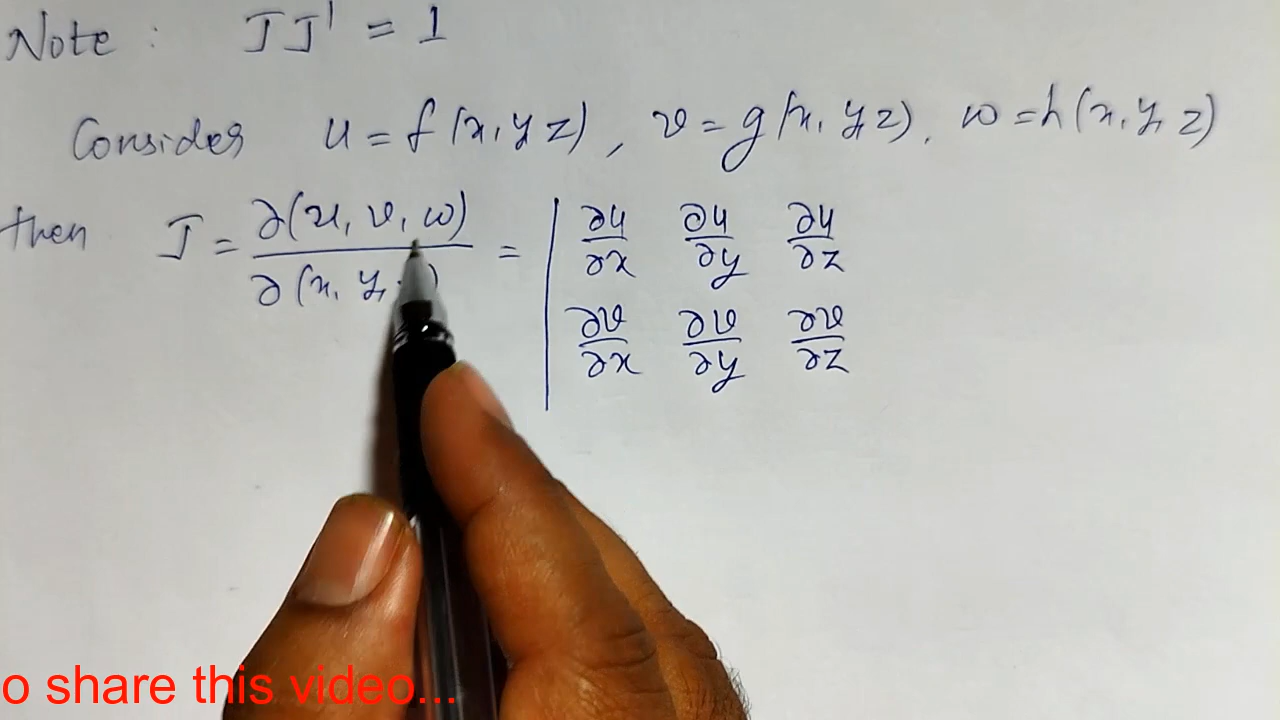 Note : JJ' = 1
Consider u = f(x, y, z), v = g(x, y, z), w = h(x, y, z)
then J = ∂(u, v, w) / ∂(x, y, ) = | ∂u/∂x ∂u/∂y ∂u/∂z
∂v/∂x ∂v/∂y ∂v/∂z
o share this video...